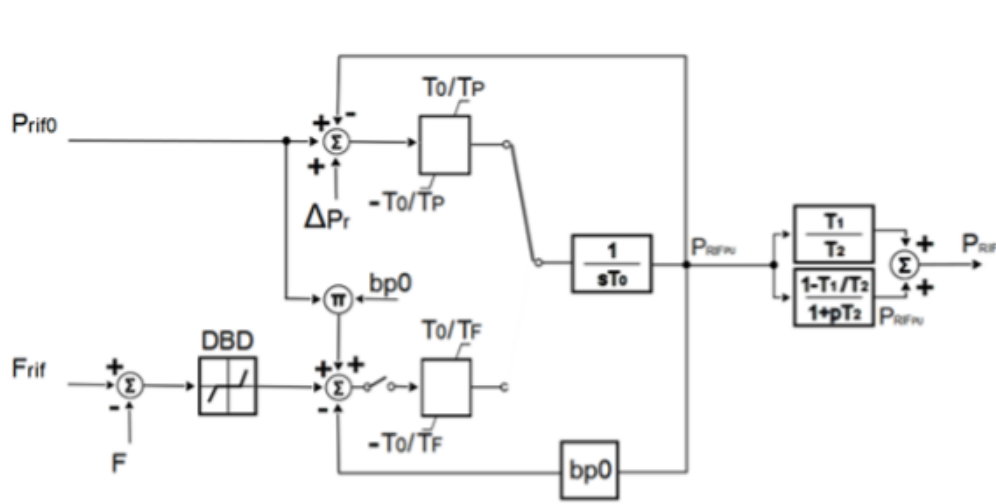 T0/TP
Prif0
+ -
Σ
+
- T0/TP
ΔPr
1
sT0
PRIFPU
T1
T2
+
Σ
PRIF
+
1-T1/T2
1+pT2
PRIFPU
π
bp0
T0/TF
DBD
Frif
+
Σ
-
+ +
Σ
-
- T0/TF
F
bp0